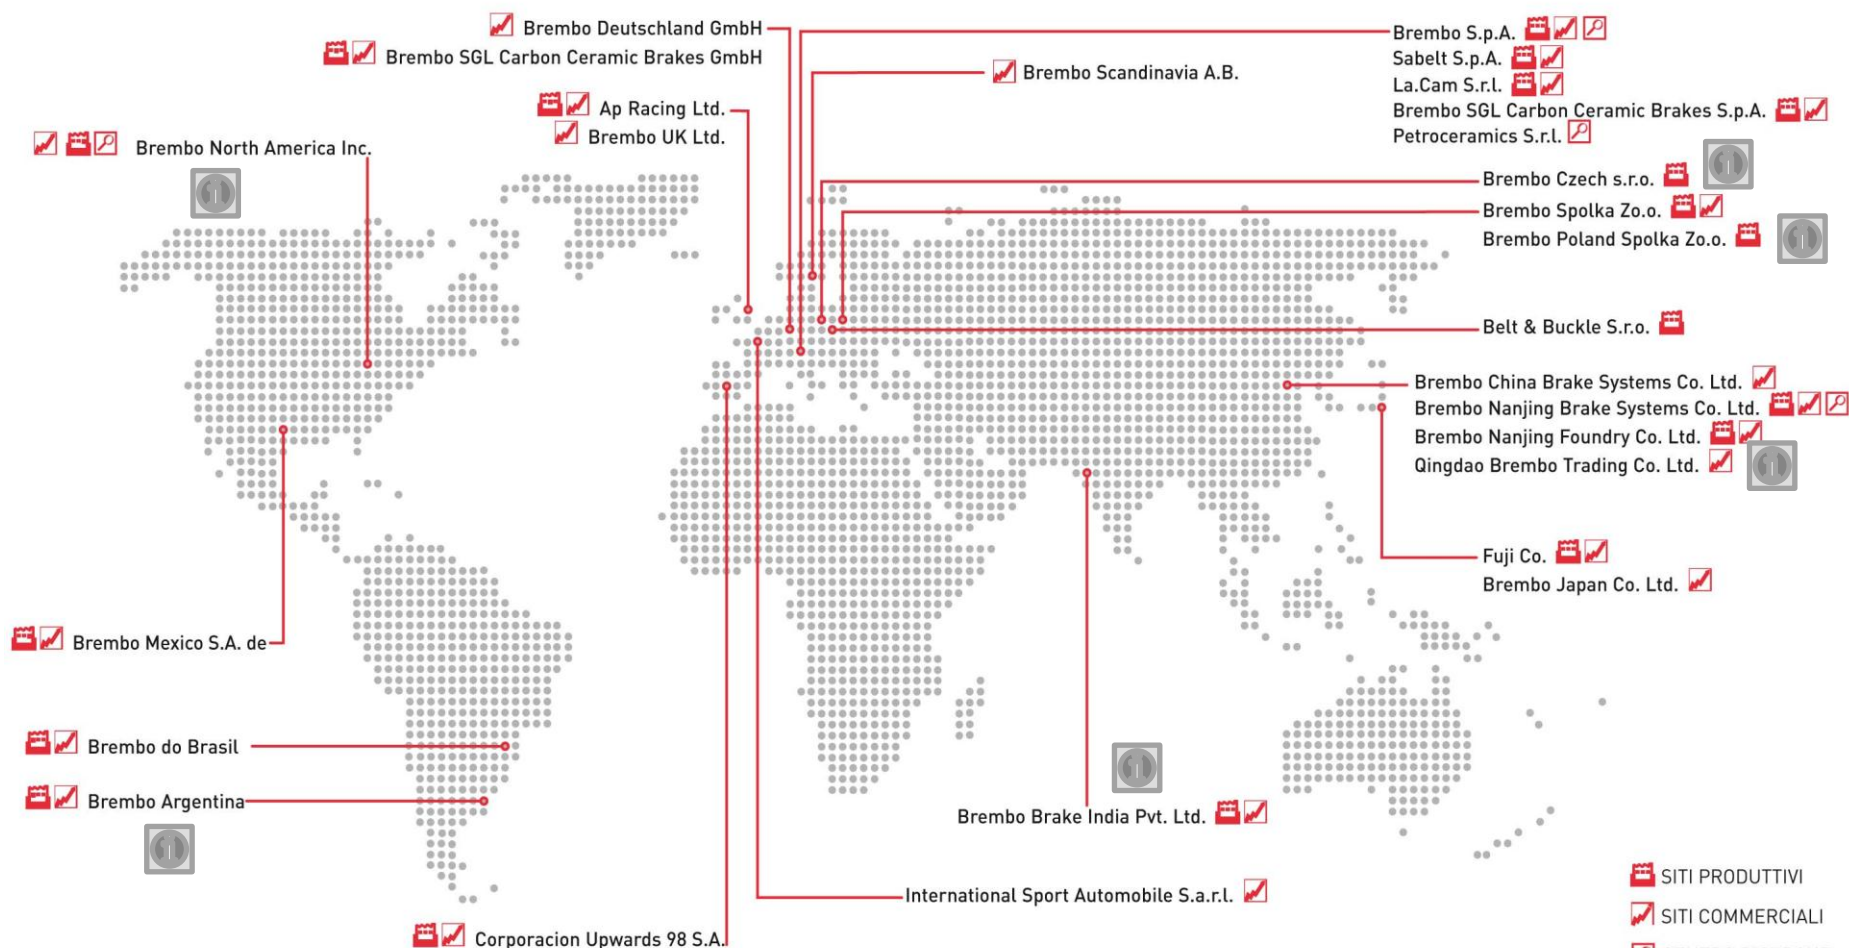 Brembo Deutschland GmbH
Brembo SGL Carbon Ceramic Brakes GmbH
Ap Racing Ltd.
Brembo UK Ltd.
Brembo North America Inc.
Brembo Scandinavia A.B.
Brembo S.p.A.
Sabelt S.p.A.
La.Cam S.r.l.
Brembo SGL Carbon Ceramic Brakes S.p.A.
Petroceramics S.r.l.
Brembo Czech s.r.o.
Brembo Spolka Zo.o.
Brembo Poland Spolka Zo.o.
Belt & Buckle S.r.o.
Brembo China Brake Systems Co. Ltd.
Brembo Nanjing Brake Systems Co. Ltd.
Brembo Nanjing Foundry Co. Ltd.
Qingdao Brembo Trading Co. Ltd.
Fuji Co.
Brembo Japan Co. Ltd.
Brembo Mexico S.A. de
Brembo do Brasil
Brembo Argentina
Brembo Brake India Pvt. Ltd.
International Sport Automobile S.a.r.l.
Corporacion Upwards 98 S.A.
SITI PRODUTTIVI
SITI COMMERCIALI